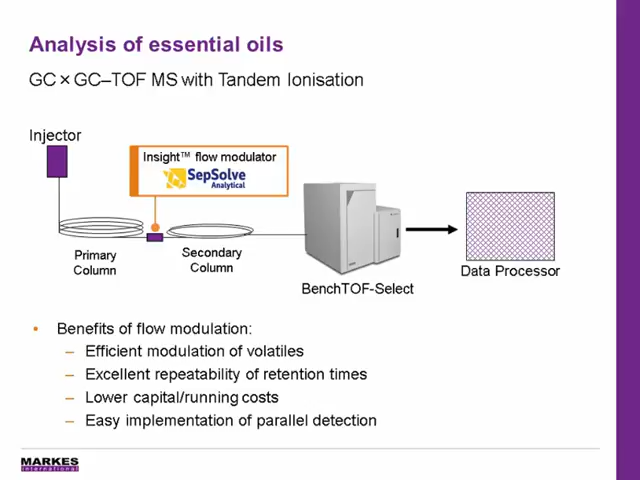 Analysis of essential oils
GC × GC–TOF MS with Tandem Ionisation
Injector
Insight™ flow modulator
SepSolve
Analytical
Primary
Column
Secondary
Column
BenchTOF-Select
Data Processor
• Benefits of flow modulation:
– Efficient modulation of volatiles
– Excellent repeatability of retention times
– Lower capital/running costs
– Easy implementation of parallel detection
MARKES
international